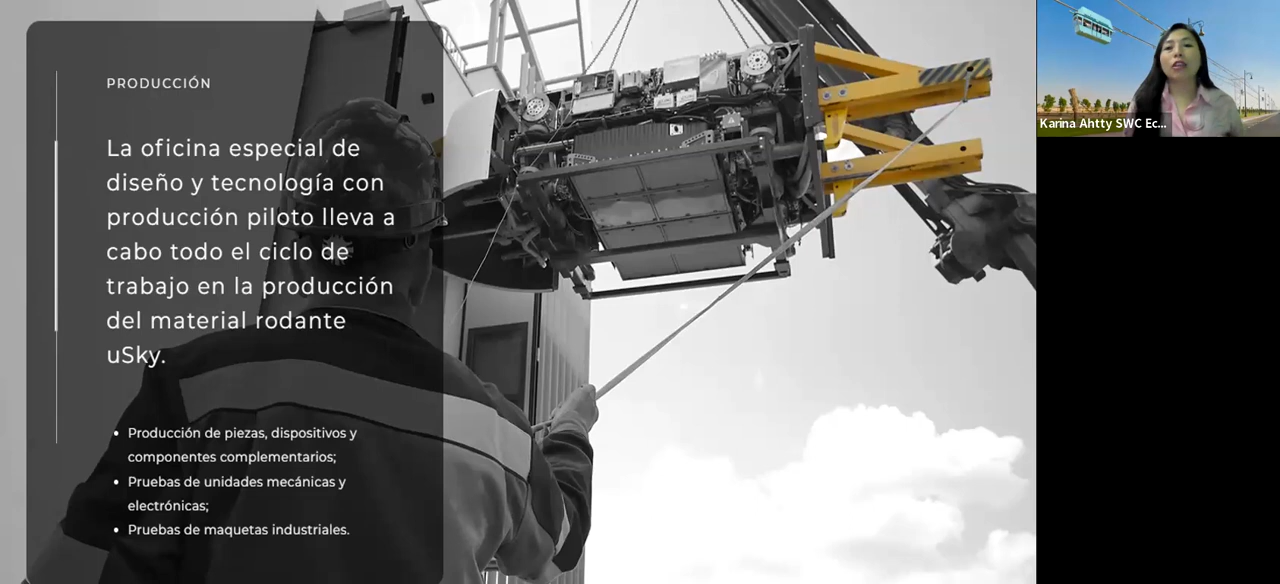 PRODUCCIÓN
La oficina especial de
diseño y tecnología con
producción piloto lleva a
cabo todo el ciclo de
trabajo en la producción
del material rodante
uSky.
• Producción de piezas, dispositivos y
componentes complementarios;
• Pruebas de unidades mecánicas y
electrónicas;
• Pruebas de maquetas industriales.
Karina Ahtty SWC Ec...